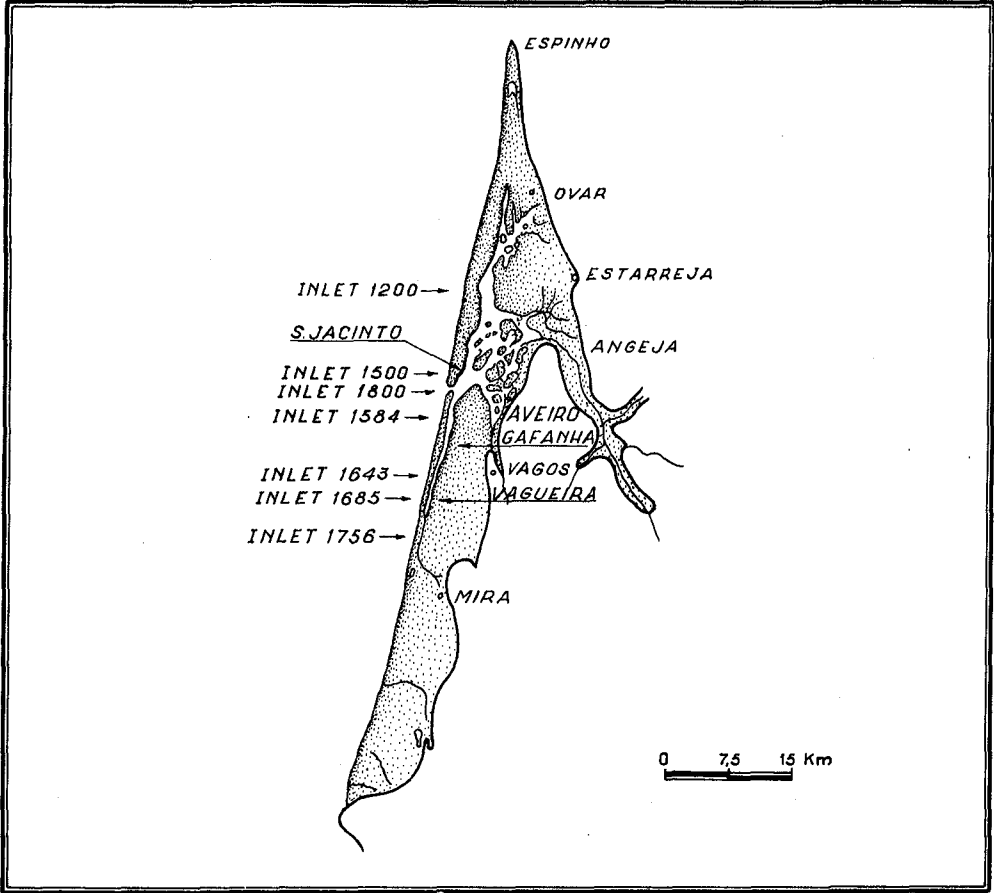 ESPINHO
OVAR
ESTARREJA
INLET 1200
S. JACINTO
ANGEJA
INLET 1500
INLET 1800
INLET 1584
AVEIRO
GAFANHA
INLET 1643
VAGOS
INLET 1685
VAGUEIRA
INLET 1756
MIRA
0 7,5 15 Km